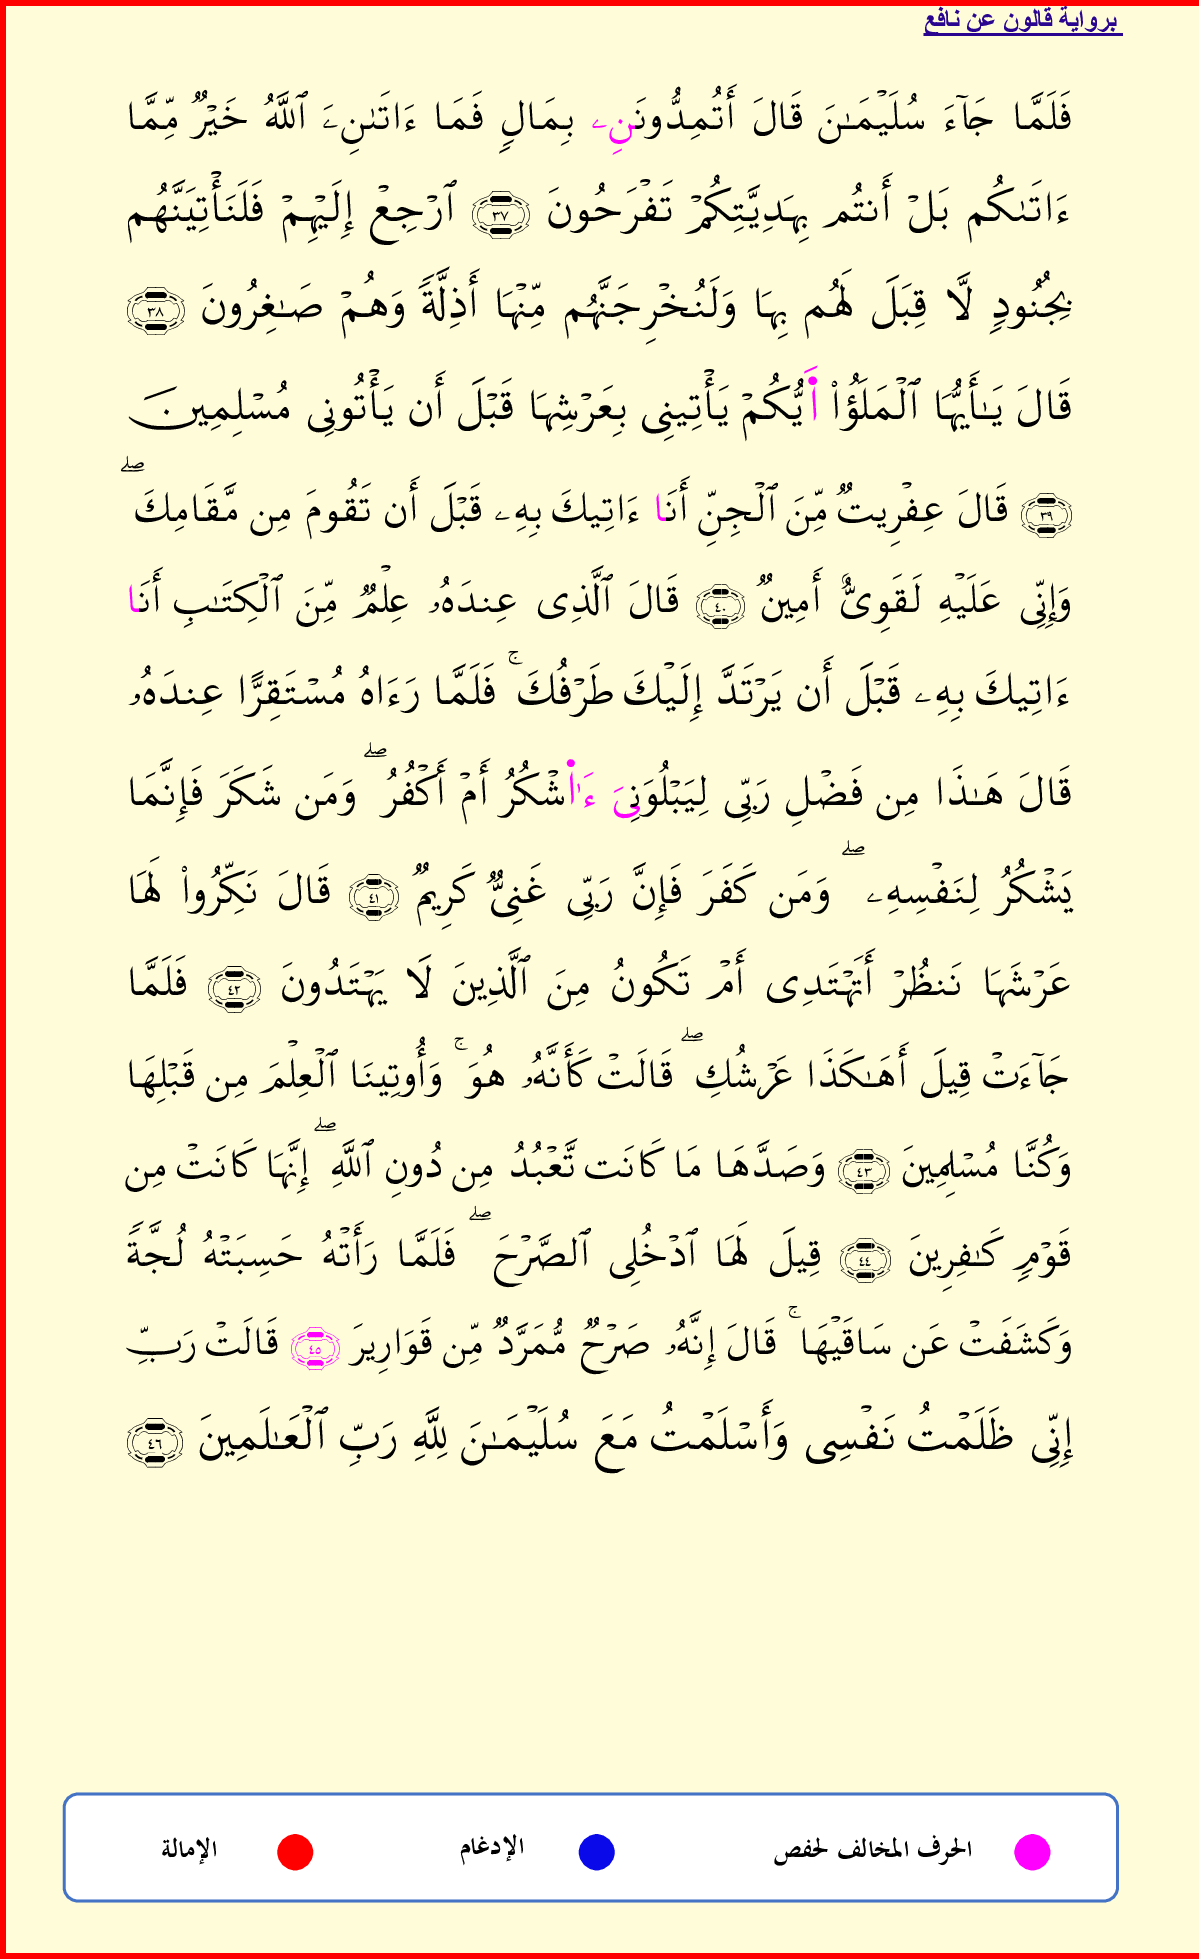 برواية قالون عن نافع
فَلَمَّا جَآءَ سُلَيْمَـٰنَ قَالَ أَتُمِدُّونَنِۦ بِمَالٍ فَمَا ءَاتَىٰنِۦَ ٱللَّهُ خَيْرٌ مِّمَّا
ءَاتَىٰكُم بَلْ أَنتُم بِهَدِيَّتِكُمْ تَفْرَحُونَ ٣٧ ٱرْجِعْ إِلَيْهِمْ فَلَنَأْتِيَنَّهُم
بِجُنُودٍ لَّا قِبَلَ لَهُم بِهَا وَلَنُخْرِجَنَّهُم مِّنْهَا أَذِلَّةً وَهُمْ صَـٰغِرُونَ ٣٨
قَالَ يَـٰأَيُّهَا ٱلْمَلَؤُا۟ اَ۬يُّكُمْ يَأْتِينِى بِعَرْشِهَا قَبْلَ أَن يَأْتُونِى مُسْلِمِينَ
٣٩ قَالَ عِفْرِيتٌ مِّنَ ٱلْجِنِّ أَنَا ءَاتِيكَ بِهِۦ قَبْلَ أَن تَقُومَ مِن مَّقَامِكَ ۖ
وَإِنِّى عَلَيْهِ لَقَوِىٌّ أَمِينٌ ٤٠ قَالَ ٱلَّذِى عِندَهُۥ عِلْمٌ مِّنَ ٱلْكِتَـٰبِ أَنَا
ءَاتِيكَ بِهِۦ قَبْلَ أَن يَرْتَدَّ إِلَيْكَ طَرْفُكَ ۚ فَلَمَّا رَءَاهُ مُسْتَقِرًّا عِندَهُۥ
قَالَ هَـٰذَا مِن فَضْلِ رَبِّى لِيَبْلُوَنِىَ ءَٰا۬شْكُرُ أَمْ أَكْفُرُ ۖ وَمَن شَكَرَ فَإِنَّمَا
يَشْكُرُ لِنَفْسِهِۦ ۖ وَمَن كَفَرَ فَإِنَّ رَبِّى غَنِىٌّ كَرِيمٌ ٤١ قَالَ نَكِّرُوا۟ لَهَا
عَرْشَهَا نَنظُرْ أَتَهْتَدِى أَمْ تَكُونُ مِنَ ٱلَّذِينَ لَا يَهْتَدُونَ ٤٢ فَلَمَّا
جَآءَتْ قِيلَ أَهَـٰكَذَا عَرْشُكِ ۖ قَالَتْ كَأَنَّهُۥ هُوَ ۚ وَأُوتِينَا ٱلْعِلْمَ مِن قَبْلِهَا
وَكُنَّا مُسْلِمِينَ ٤٣ وَصَدَّهَا مَا كَانَت تَّعْبُدُ مِن دُونِ ٱللَّهِ ۖ إِنَّهَا كَانَتْ مِن
قَوْمٍ كَـٰفِرِينَ ٤٤ قِيلَ لَهَا ٱدْخُلِى ٱلصَّرْحَ ۖ فَلَمَّا رَأَتْهُ حَسِبَتْهُ لُجَّةً
وَكَشَفَتْ عَن سَاقَيْهَا ۚ قَالَ إِنَّهُۥ صَرْحٌ مُّمَرَّدٌ مِّن قَوَارِيرَ ٤٥ قَالَتْ رَبِّ
إِنِّى ظَلَمْتُ نَفْسِى وَأَسْلَمْتُ مَعَ سُلَيْمَـٰنَ لِلَّهِ رَبِّ ٱلْعَـٰلَمِينَ ٤٦
الحرف المخالف لحفص الإدغام الإمالة